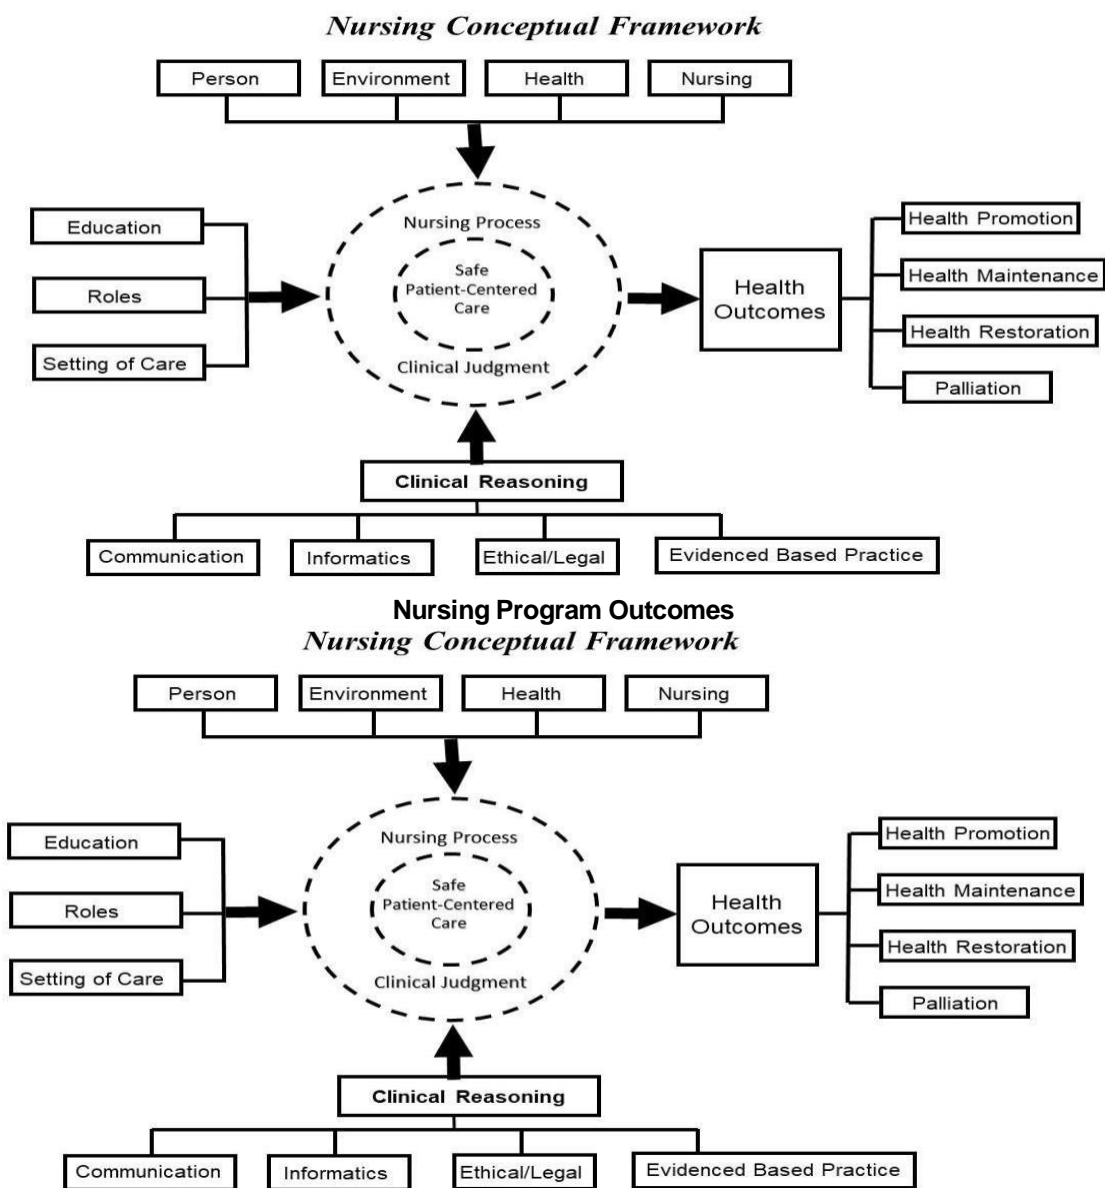 Nursing Conceptual Framework
Person
Environment
Health
Nursing
Nursing Process
Safe
Patient-Centered
Care
Clinical Judgment
Education
Roles
Setting of Care
Health
Outcomes
Health Promotion
Health Maintenance
Health Restoration
Palliation
Clinical Reasoning
Communication
Informatics
Ethical/Legal
Evidenced Based Practice
Nursing Program Outcomes
Nursing Conceptual Framework
Person
Environment
Health
Nursing
Nursing Process
Safe
Patient-Centered
Care
Clinical Judgment
Education
Roles
Setting of Care
Health
Outcomes
Health Promotion
Health Maintenance
Health Restoration
Palliation
Clinical Reasoning
Communication
Informatics
Ethical/Legal
Evidenced Based Practice